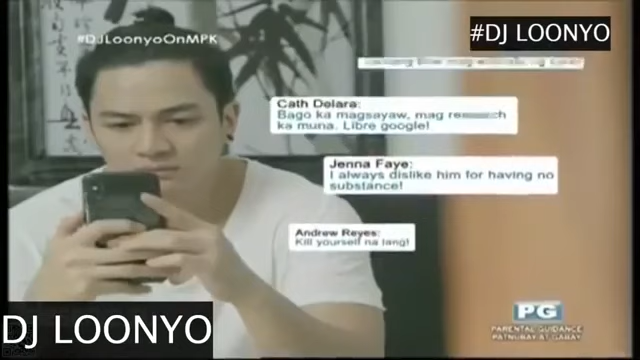 #DJ LOONYO
#DJLoonyoOnMPK
Cath Delara:
Bago ka magsayaw, mag research
ka muna. Libre google!
Jenna Faye:
I always dislike him for having no
substance!
Andrew Reyes:
Kill yourself na lang!
PG
PARENTAL GUIDANCE
PATNUBAY AT GABAY
DJ LOONYO